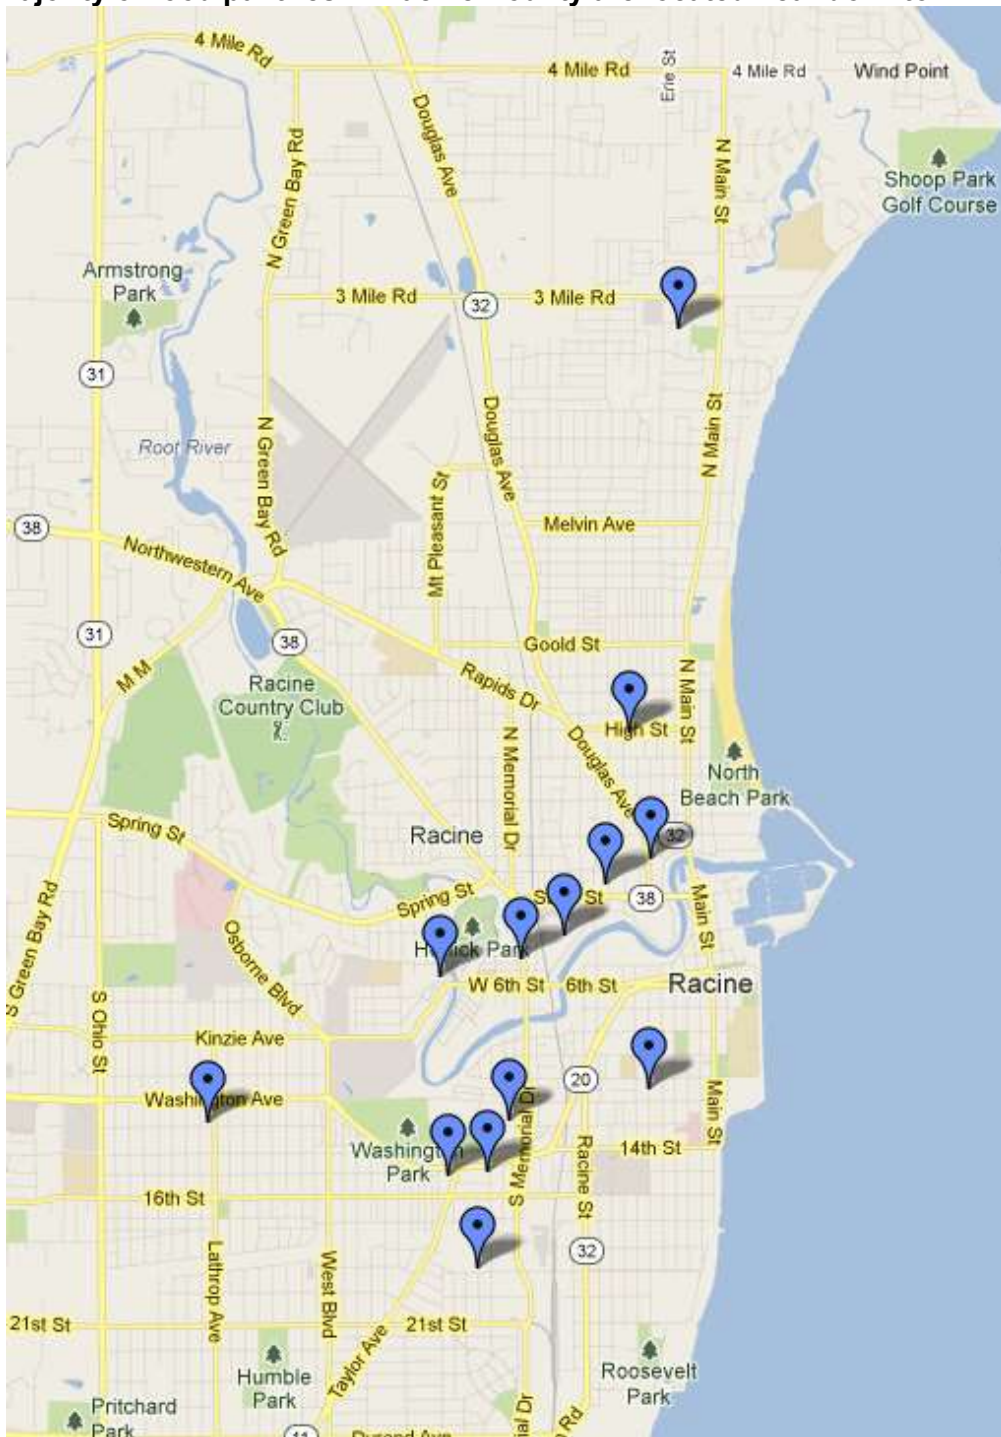 4 Mile Rd
4 Mile Rd
Erie St
4 Mile Rd
Wind Point
Douglas Ave
N Green Bay Rd
N Main St
Shoop Park
Golf Course
Armstrong
Park
3 Mile Rd
32
3 Mile Rd
31
Root River
N Green Bay Rd
Douglas Ave
N Main St
Mt Pleasant St
38
Melvin Ave
Northwestern Ave
31
38
Goold St
M M
Racine
Country Club
Rapids Dr
N Main St
High St
N Memorial Dr
Douglas Ave
North
Beach Park
Spring St
Racine
32
Spring St
St
38
Main St
S Green Bay Rd
Osborne Blvd
Park
W 6th St
6th St
Racine
S Ohio St
Kinzie Ave
20
Washington Ave
Main St
Washington
Park
S Memorial Dr
Racine St
14th St
16th St
32
Lathrop Ave
West Blvd
21st St
21st St
Taylor Ave
Humble
Park
Roosevelt
Park
Pritchard
Park
11
Rd